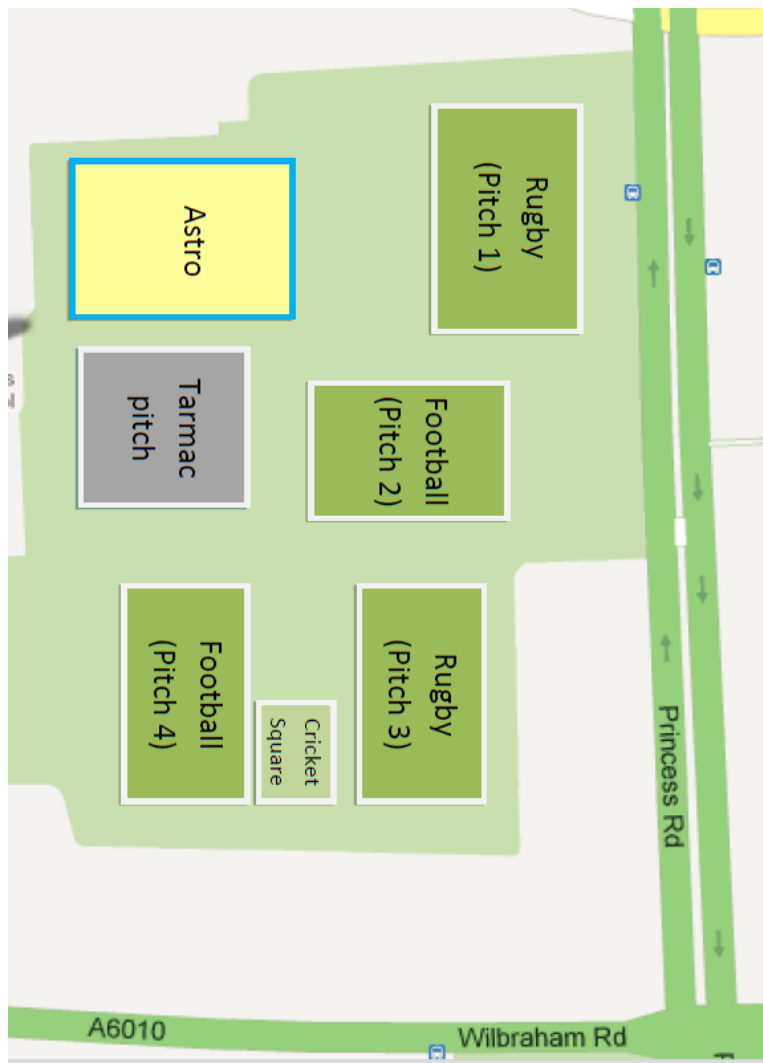 Rugby
(Pitch 1)
Astro
Tarmac
pitch
Football
(Pitch 2)
Rugby
(Pitch 3)
Football
(Pitch 4)
Cricket
Square
Princess Rd
A6010
Wilbraham Rd